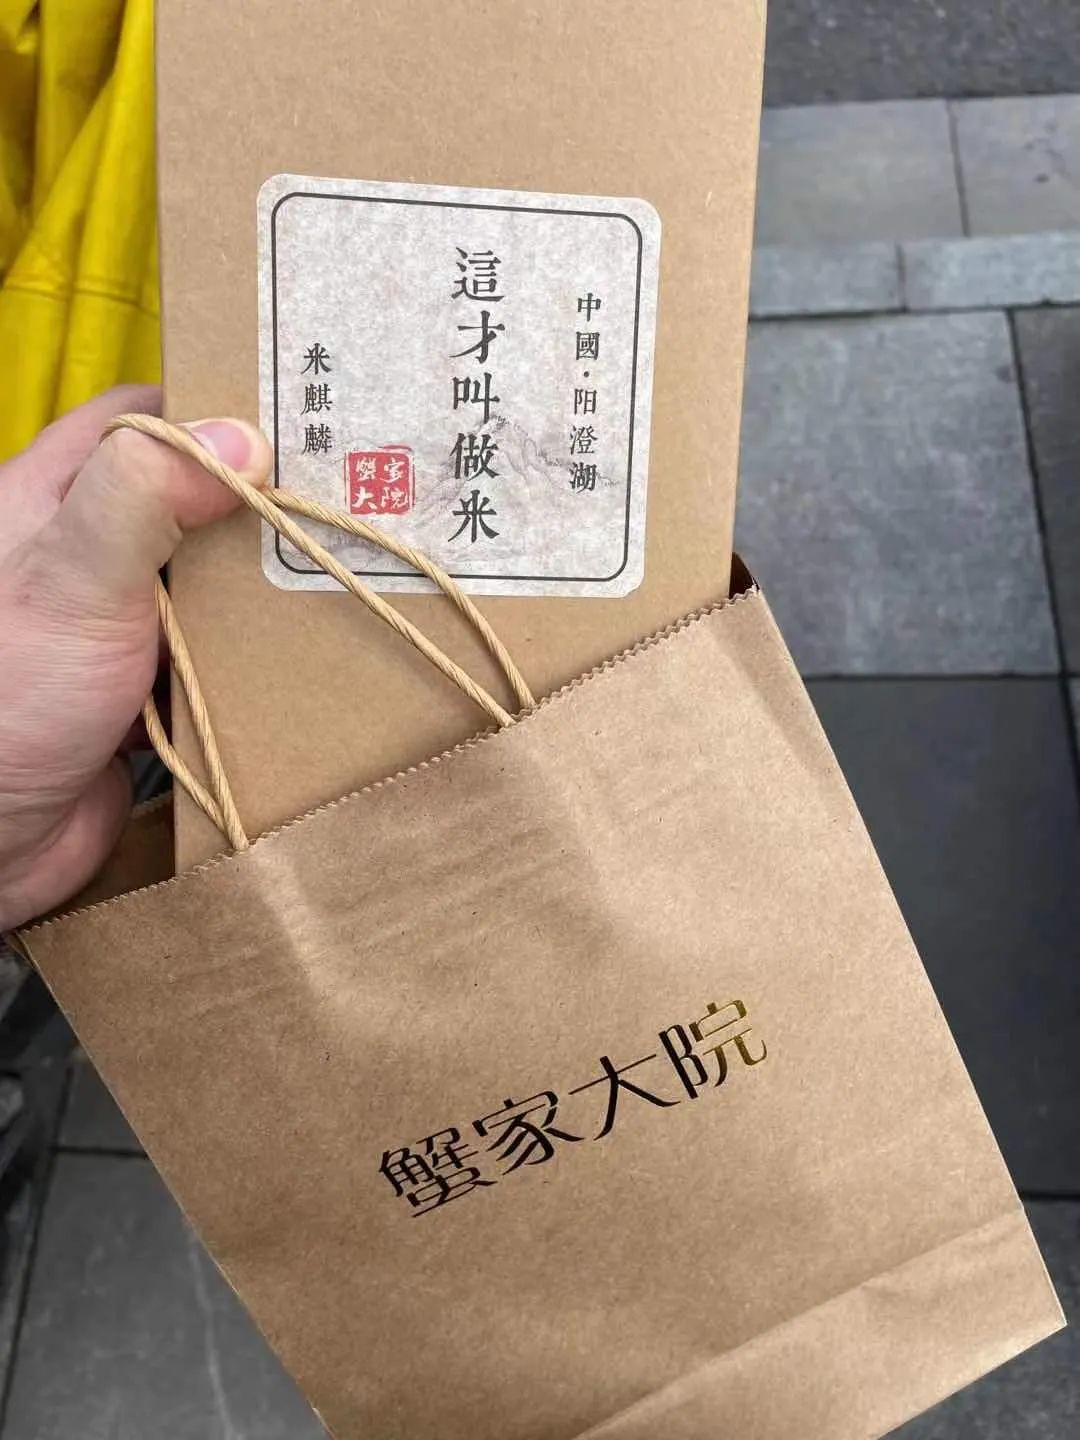 中國·阳澄湖
這才叫做米
米麒麟
蟹家
大院
蟹家大院